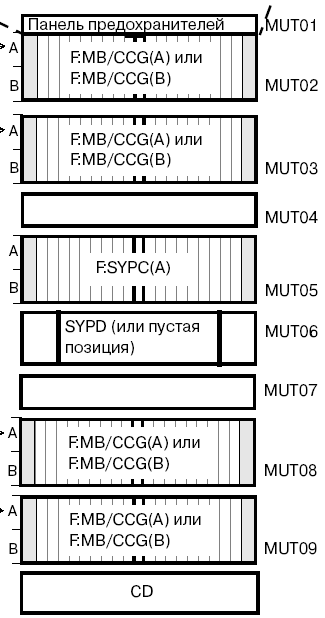 Панель предохранителей MUT01
A F:MB/CCG(A) или
B F:MB/CCG(B) MUT02
A F:MB/CCG(A) или
B F:MB/CCG(B) MUT03
MUT04
A
F:SYPC(A)
B MUT05
SYPD (или пустая MUT06
позиция)
MUT07
A F:MB/CCG(A) или
B F:MB/CCG(B) MUT08
A F:MB/CCG(A) или
B F:MB/CCG(B) MUT09
CD